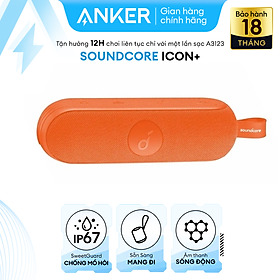 ANKER
Gian hàng
chính hãng
Bảo hành
18
THÁNG
Tận hưởng 12H chơi liên tục chỉ với một lần sạc A3123
SOUNDCORE ICON+
soundcore
IP67
SweatGuard
CHỐNG MỒ HÔI
Sẵn Sàng
MANG ĐI
Âm thanh
SỐNG ĐỘNG